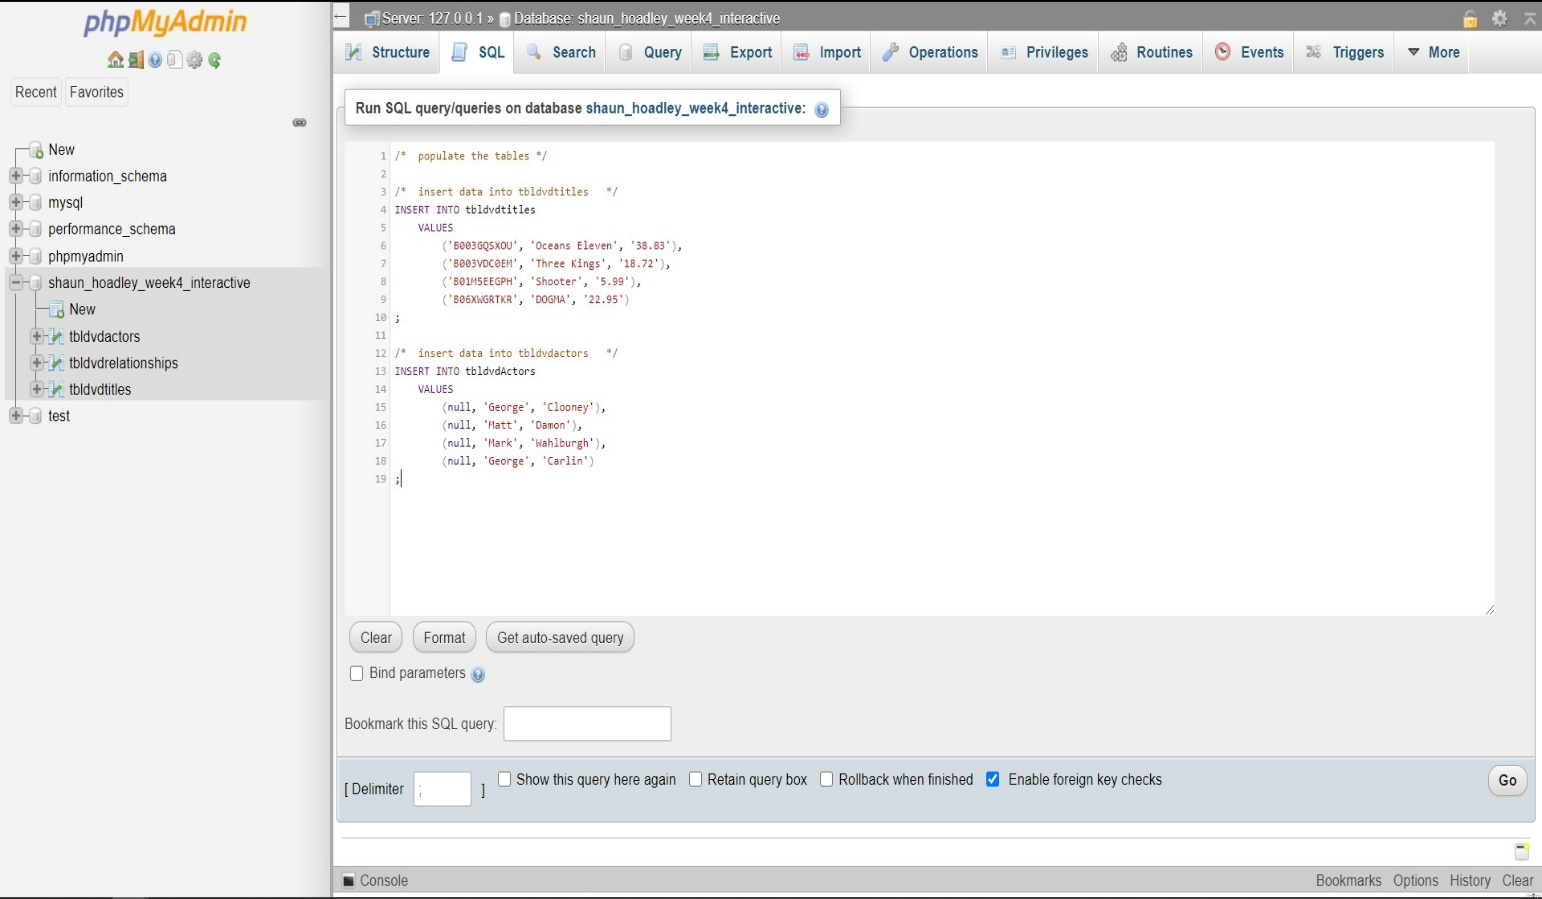 phpMyAdmin
Recent Favorites
New
information_schema
mysql
performance_schema
phpmyadmin
shaun_hoadley_week4_interactive
New
tbldvdactors
tbldvdrelationships
tbldvdtitles
test
Server: 127.0.0.1 » Database: shaun_hoadley_week4_interactive
Structure SQL Search Query Export Import Operations Privileges Routines Events Triggers More
Run SQL query/queries on database shaun_hoadley_week4_interactive:
1 /* populate the tables */
2
3 /* insert data into tbldvdtitles */
4 INSERT INTO tbldvdtitles
5 VALUES
6 ('B003GQSXOU', 'Oceans Eleven', '38.83'),
7 ('B003VDC0EM', 'Three Kings', '18.72'),
8 ('B01M5EEGPH', 'Shooter', '5.99'),
9 ('B06XWGRTKR', 'DOGMA', '22.95')
10 ;
11
12 /* insert data into tbldvdactors */
13 INSERT INTO tbldvdActors
14 VALUES
15 (null, 'George', 'Clooney'),
16 (null, 'Matt', 'Damon'),
17 (null, 'Mark', 'Wahlburgh'),
18 (null, 'George', 'Carlin')
19 ;
Clear Format Get auto-saved query
Bind parameters
Bookmark this SQL query:
[ Delimiter ; ] Show this query here again Retain query box Rollback when finished Enable foreign key checks Go
Console Bookmarks Options History Clear